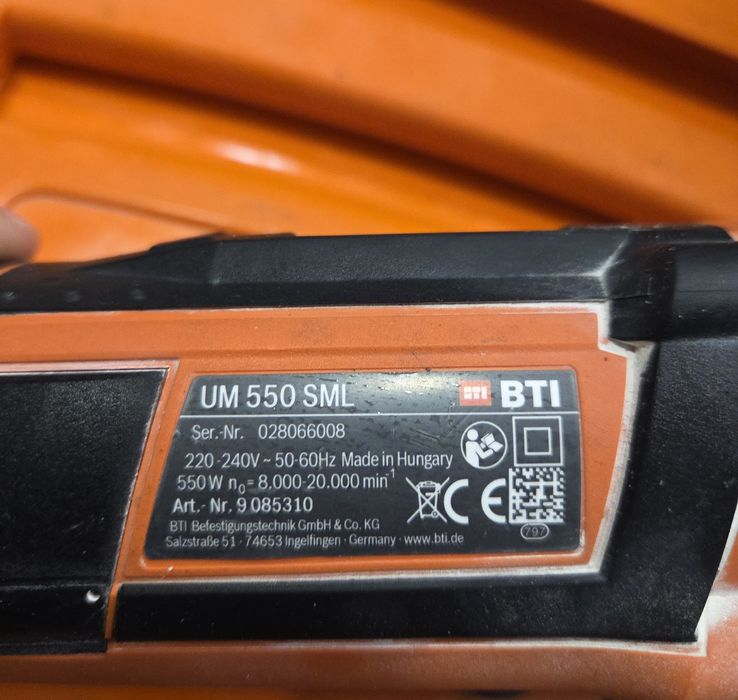 UM 550 SML BTI BTI
Ser.-Nr. 028066008
220-240V ~ 50-60Hz Made in Hungary
550 W n₀= 8.000-20.000 min⁻¹
Art.- Nr. 9 085310
BTI Befestigungstechnik GmbH & Co. KG
Salzstraße 51 · 74653 Ingelfingen · Germany · www.bti.de
CE
797